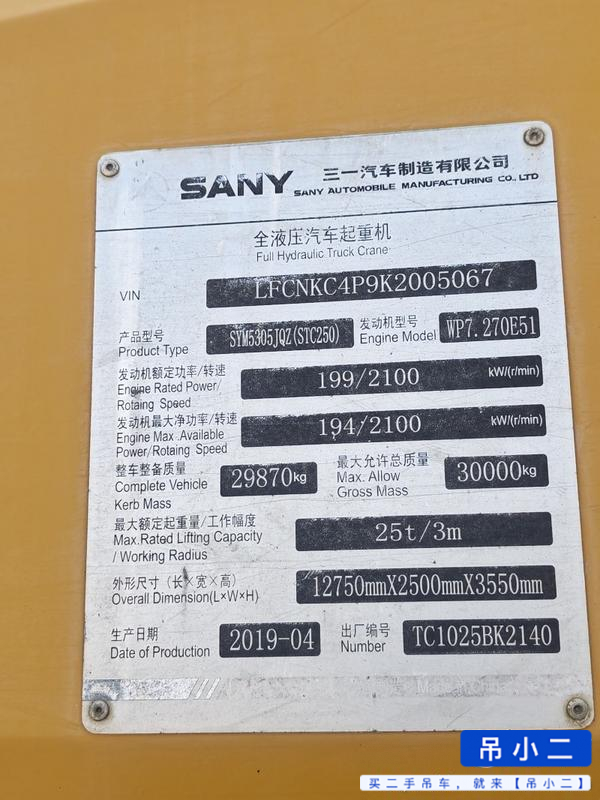 SANY 三一汽车制造有限公司
SANY AUTOMOBILE MANUFACTURING CO., LTD
全液压汽车起重机
Full Hydraulic Truck Crane
VIN LFCNKC4P9K2005067
产品型号 SYM5305JQZ(STC250) 发动机型号 WP7.270E51
Product Type Engine Model
发动机额定功率/转速
Engine Rated Power/ 199/2100 kW/(r/min)
Rotaing Speed
发动机最大净功率/转速
Engine Max .Available 194/2100 kW/(r/min)
Power/Rotaing Speed
整车整备质量 29870kg 最大允许总质量 30000kg
Complete Vehicle Max. Allow
Kerb Mass Gross Mass
最大额定起重量/工作幅度
Max.Rated Lifting Capacity 25t/3m
/ Working Radius
外形尺寸（长×宽×高） 12750mmX2500mmX3550mm
Overall Dimension(L×W×H)
生产日期 2019-04 出厂编号 TC1025BK2140
Date of Production Number
吊小二
买二手吊车，就来【吊小二】